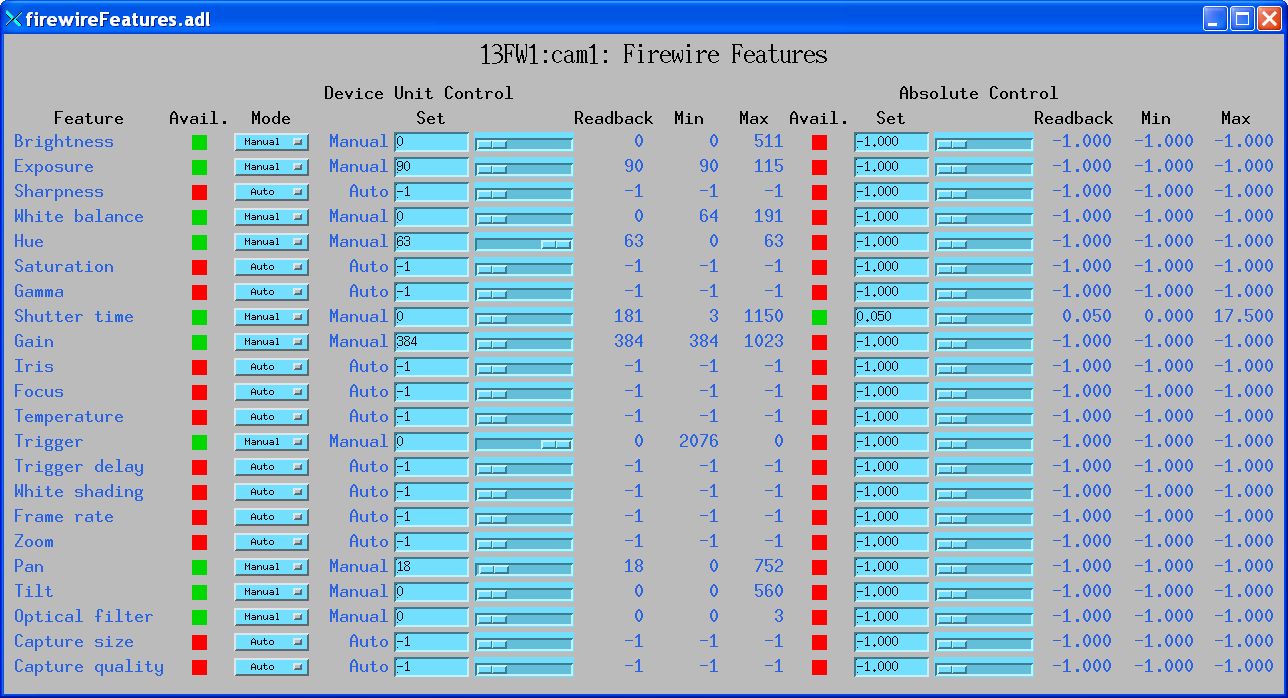 firewireFeatures.adl
13FW1:cam1: Firewire Features
Device Unit Control Absolute Control
Feature Avail. Mode Set Readback Min Max Avail. Set Readback Min Max
Brightness Manual Manual 0 0 0 511 -1.000 -1.000 -1.000 -1.000
Exposure Manual Manual 90 90 90 115 -1.000 -1.000 -1.000 -1.000
Sharpness Auto Auto -1 -1 -1 -1 -1.000 -1.000 -1.000 -1.000
White balance Manual Manual 0 0 64 191 -1.000 -1.000 -1.000 -1.000
Hue Manual Manual 63 63 0 63 -1.000 -1.000 -1.000 -1.000
Saturation Auto Auto -1 -1 -1 -1 -1.000 -1.000 -1.000 -1.000
Gamma Auto Auto -1 -1 -1 -1 -1.000 -1.000 -1.000 -1.000
Shutter time Manual Manual 0 181 3 1150 0.050 0.050 0.000 17.500
Gain Manual Manual 384 384 384 1023 -1.000 -1.000 -1.000 -1.000
Iris Auto Auto -1 -1 -1 -1 -1.000 -1.000 -1.000 -1.000
Focus Auto Auto -1 -1 -1 -1 -1.000 -1.000 -1.000 -1.000
Temperature Auto Auto -1 -1 -1 -1 -1.000 -1.000 -1.000 -1.000
Trigger Manual Manual 0 0 2076 0 -1.000 -1.000 -1.000 -1.000
Trigger delay Auto Auto -1 -1 -1 -1 -1.000 -1.000 -1.000 -1.000
White shading Auto Auto -1 -1 -1 -1 -1.000 -1.000 -1.000 -1.000
Frame rate Auto Auto -1 -1 -1 -1 -1.000 -1.000 -1.000 -1.000
Zoom Auto Auto -1 -1 -1 -1 -1.000 -1.000 -1.000 -1.000
Pan Manual Manual 18 18 0 752 -1.000 -1.000 -1.000 -1.000
Tilt Manual Manual 0 0 0 560 -1.000 -1.000 -1.000 -1.000
Optical filter Manual Manual 0 0 0 3 -1.000 -1.000 -1.000 -1.000
Capture size Auto Auto -1 -1 -1 -1 -1.000 -1.000 -1.000 -1.000
Capture quality Auto Auto -1 -1 -1 -1 -1.000 -1.000 -1.000 -1.000